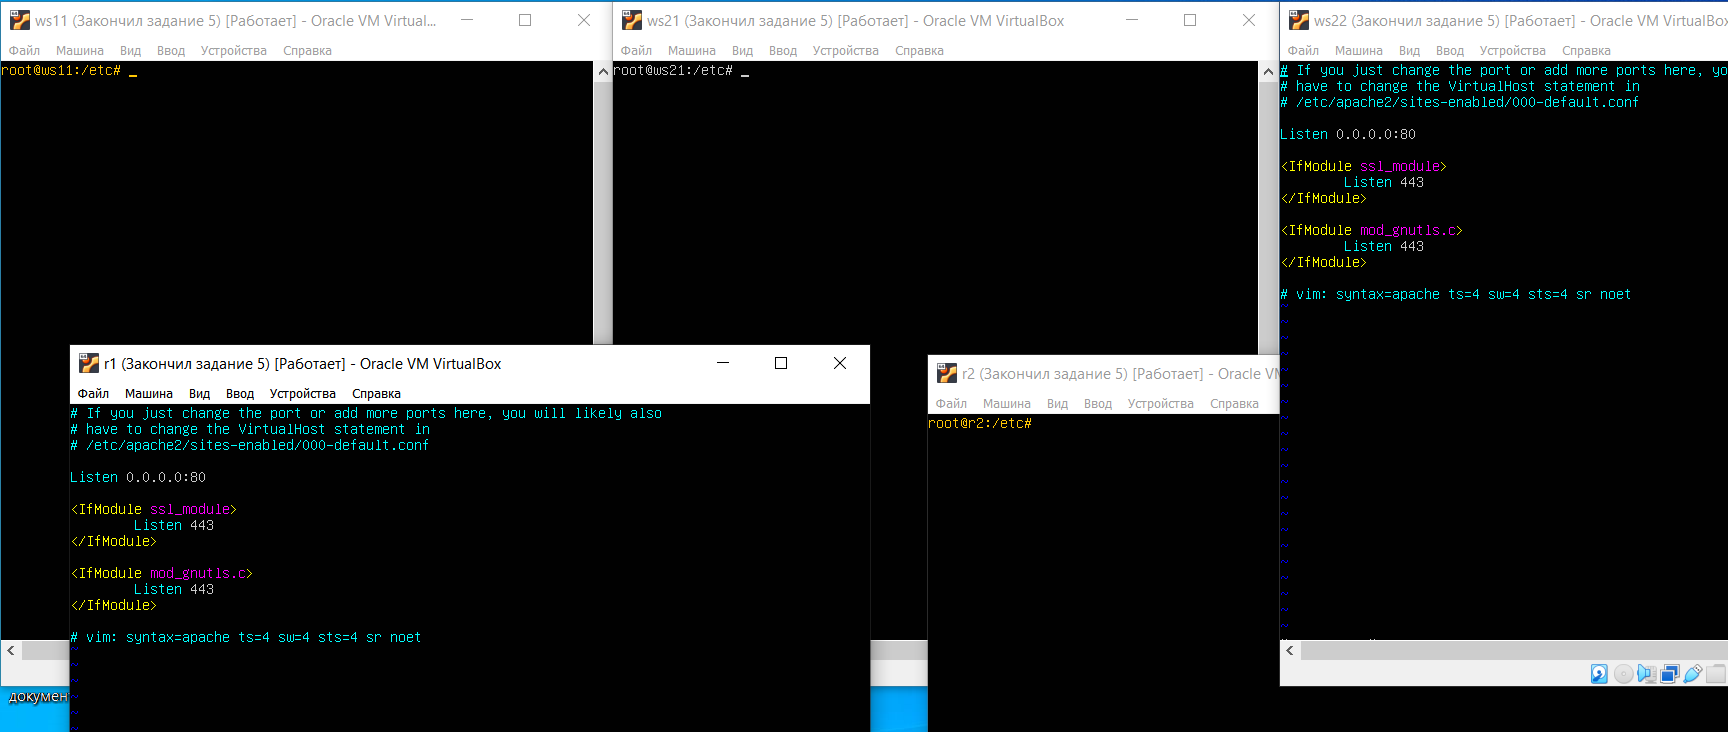 ws11 (Закончил задание 5) [Работает] - Oracle VM Virtual...
Файл Машина Вид Ввод Устройства Справка
root@ws11:/etc# _
ws21 (Закончил задание 5) [Работает] - Oracle VM VirtualBox
Файл Машина Вид Ввод Устройства Справка
root@ws21:/etc# _
ws22 (Закончил задание 5) [Работает] - Oracle VM VirtualBox
Файл Машина Вид Ввод Устройства Справка
# If you just change the port or add more ports here, yo
# have to change the VirtualHost statement in
# /etc/apache2/sites-enabled/000-default.conf
Listen 0.0.0.0:80
<IfModule ssl_module>
Listen 443
</IfModule>
<IfModule mod_gnutls.c>
Listen 443
</IfModule>
# vim: syntax=apache ts=4 sw=4 sts=4 sr noet
r1 (Закончил задание 5) [Работает] - Oracle VM VirtualBox
Файл Машина Вид Ввод Устройства Справка
# If you just change the port or add more ports here, you will likely also
# have to change the VirtualHost statement in
# /etc/apache2/sites-enabled/000-default.conf
Listen 0.0.0.0:80
<IfModule ssl_module>
Listen 443
</IfModule>
<IfModule mod_gnutls.c>
Listen 443
</IfModule>
# vim: syntax=apache ts=4 sw=4 sts=4 sr noet
r2 (Закончил задание 5) [Работает] - Oracle VM
Файл Машина Вид Ввод Устройства Справка
root@r2:/etc#
докумен